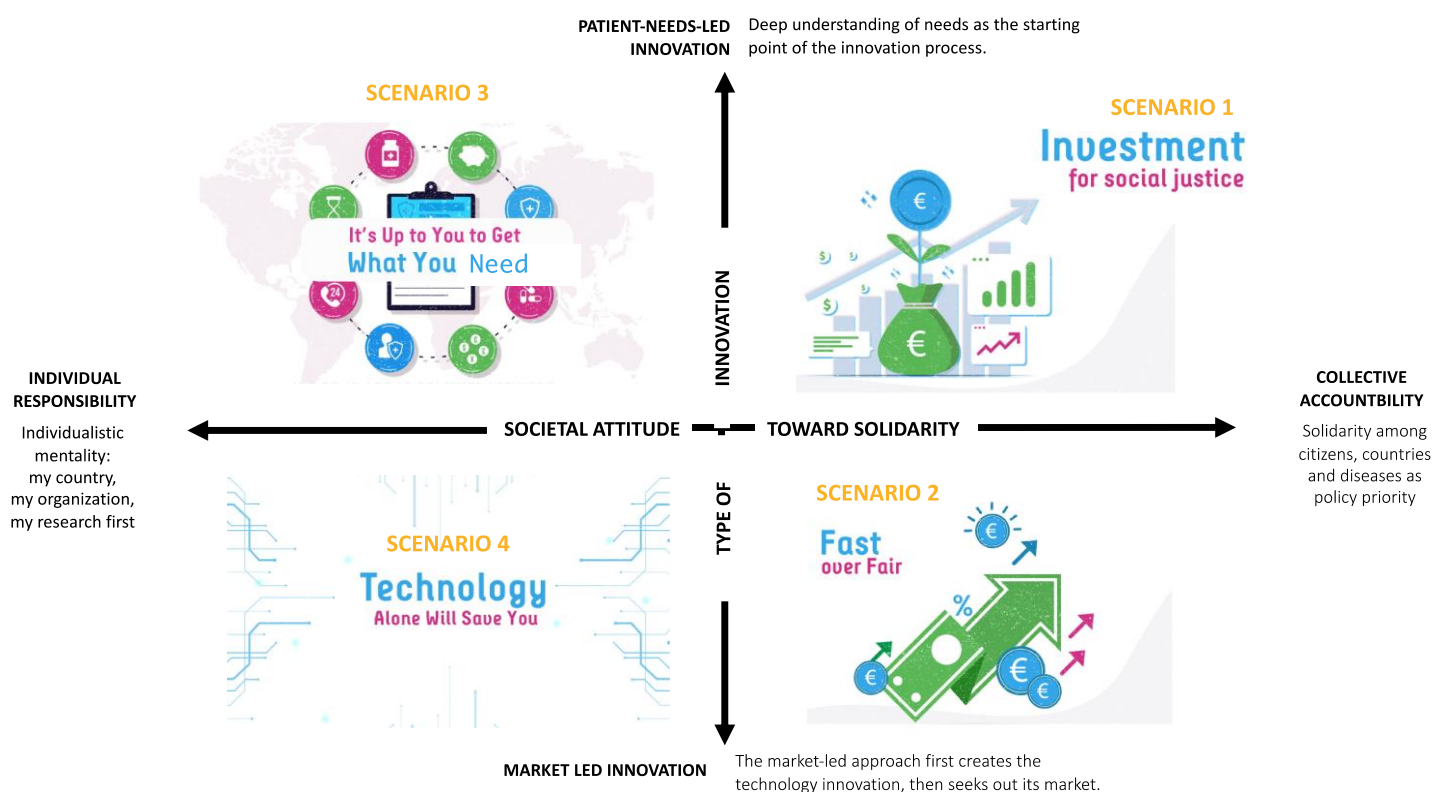 PATIENT-NEEDS-LED
INNOVATION
Deep understanding of needs as the starting
point of the innovation process.
SCENARIO 3
It's Up to You to Get
What You Need
24
SCENARIO 1
Investment
for social justice
€
$
$
$
€
INNOVATION
INDIVIDUAL
RESPONSIBILITY
Individualistic
mentality:
my country,
my organization,
my research first
SOCIETAL ATTITUDE
TOWARD SOLIDARITY
COLLECTIVE
ACCOUNTBILITY
Solidarity among
citizens, countries
and diseases as
policy priority
TYPE OF
SCENARIO 4
Technology
Alone Will Save You
SCENARIO 2
Fast
over Fair
€
%
€
€
€
MARKET LED INNOVATION
The market-led approach first creates the
technology innovation, then seeks out its market.